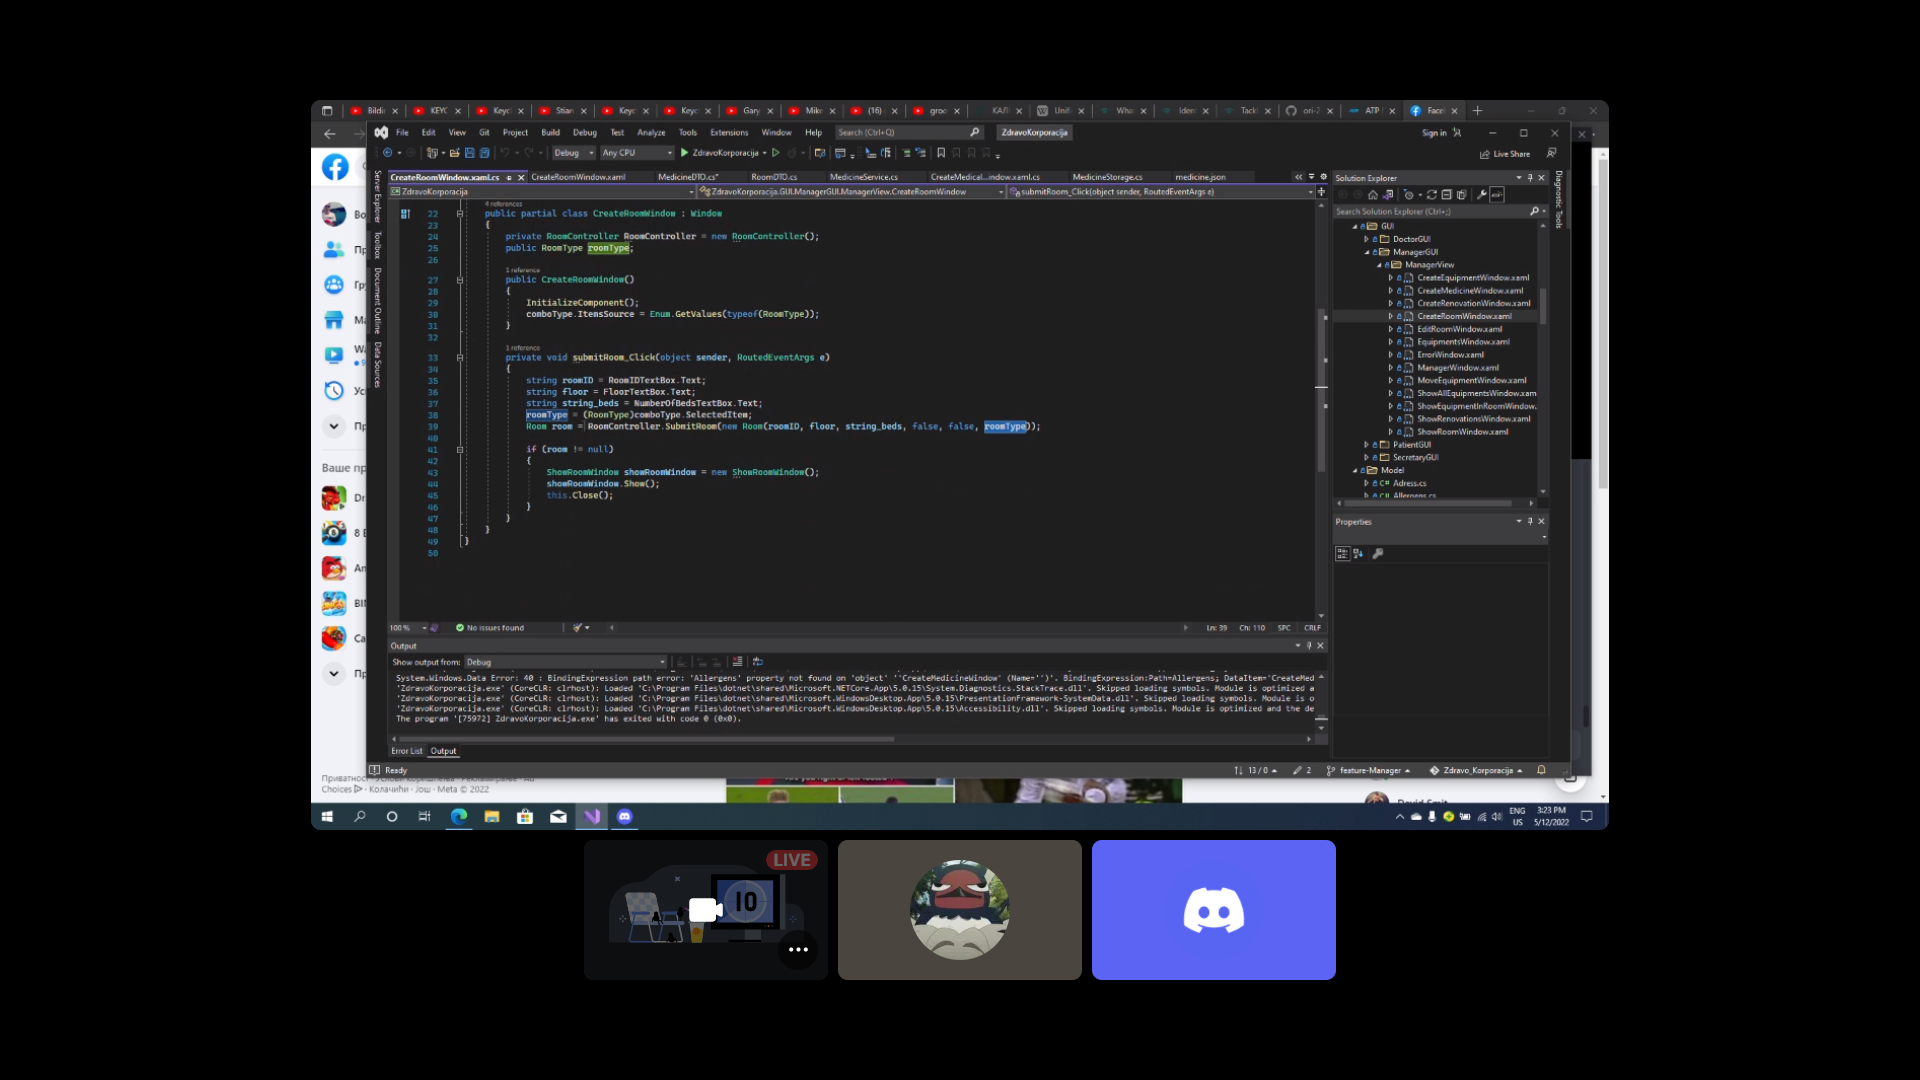 Bildi
KEYC
Keyc
Stian
Keyc
Keyc
Gary
Mike
(16)
groo
КАЛ
Unifi
Wha
Iden
Tackl
ori-2
ATP
Face
File Edit View Git Project Build Debug Test Analyze Tools Extensions Window Help
Search (Ctrl+Q)
ZdravoKorporacija
Sign in
Debug
Any CPU
ZdravoKorporacija
Live Share
Server Explorer
Toolbox
Document Outline
Data Sources
CreateRoomWindow.xaml.cs
CreateRoomWindow.xaml
MedicineDTO.cs*
RoomDTO.cs
MedicineService.cs
CreateMedical...indow.xaml.cs
MedicineStorage.cs
medicine.json
ZdravoKorporacija
ZdravoKorporacija.GUI.ManagerGUI.ManagerView.CreateRoomWindow
submitRoom_Click(object sender, RoutedEventArgs e)
4 references
22 public partial class CreateRoomWindow : Window
23 {
24 private RoomController RoomController = new RoomController();
25 public RoomType roomType;
26
1 reference
27 public CreateRoomWindow()
28 {
29 InitializeComponent();
30 comboType.ItemsSource = Enum.GetValues(typeof(RoomType));
31 }
32
1 reference
33 private void submitRoom_Click(object sender, RoutedEventArgs e)
34 {
35 string roomID = RoomIDTextBox.Text;
36 string floor = FloorTextBox.Text;
37 string string_beds = NumberOfBedsTextBox.Text;
38 roomType = (RoomType)comboType.SelectedItem;
39 Room room = RoomController.SubmitRoom(new Room(roomID, floor, string_beds, false, false, roomType));
40
41 if (room != null)
42 {
43 ShowRoomWindow showRoomWindow = new ShowRoomWindow();
44 showRoomWindow.Show();
45 this.Close();
46 }
47 }
48 }
49 }
50
100 %
No issues found
Ln: 39 Ch: 110 SPC CRLF
Output
Show output from: Debug
System.Windows.Data Error: 40 : BindingExpression path error: 'Allergens' property not found on 'object' ''CreateMedicineWindow' (Name='')'. BindingExpression:Path=Allergens; DataItem='CreateMed
'ZdravoKorporacija.exe' (CoreCLR: clrhost): Loaded 'C:\Program Files\dotnet\shared\Microsoft.NETCore.App\5.0.15\System.Diagnostics.StackTrace.dll'. Skipped loading symbols. Module is optimized a
'ZdravoKorporacija.exe' (CoreCLR: clrhost): Loaded 'C:\Program Files\dotnet\shared\Microsoft.WindowsDesktop.App\5.0.15\PresentationFramework-SystemData.dll'. Skipped loading symbols. Module is o
'ZdravoKorporacija.exe' (CoreCLR: clrhost): Loaded 'C:\Program Files\dotnet\shared\Microsoft.WindowsDesktop.App\5.0.15\Accessibility.dll'. Skipped loading symbols. Module is optimized and the de
The program '[75972] ZdravoKorporacija.exe' has exited with code 0 (0x0).
Error List
Output
Ready
13 / 0
2
feature-Manager
Zdravo_Korporacija
Solution Explorer
Search Solution Explorer (Ctrl+;)
GUI
DoctorGUI
ManagerGUI
ManagerView
CreateEquipmentWindow.xaml
CreateMedicineWindow.xaml
CreateRenovationWindow.xaml
CreateRoomWindow.xaml
EditRoomWindow.xaml
EquipmentsWindow.xaml
ErrorWindow.xaml
ManagerWindow.xaml
MoveEquipmentWindow.xaml
ShowAllEquipmentsWindow.xam
ShowEquipmentInRoomWindow.
ShowRenovationsWindow.xaml
ShowRoomWindow.xaml
PatientGUI
SecretaryGUI
Model
Adress.cs
Allergens.cs
Properties
Diagnostic Tools
Во
Пр
Гру
Ма
Wa
Усп
Ваше пр
Dr
8 B
An
Ca
Choices · Колачићи · Још · Meta © 2022
David Smit
ENG
US
3:23 PM
5/12/2022
LIVE
10